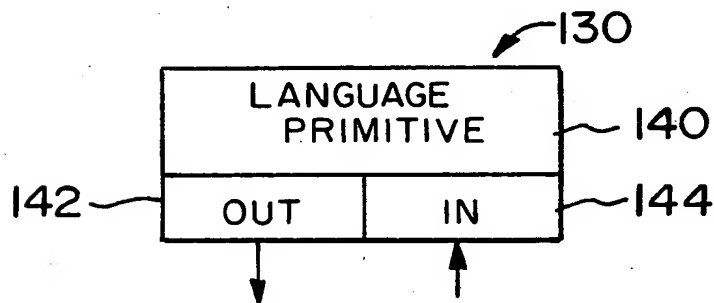 130
LANGUAGE
PRIMITIVE
140
142
OUT
IN
144